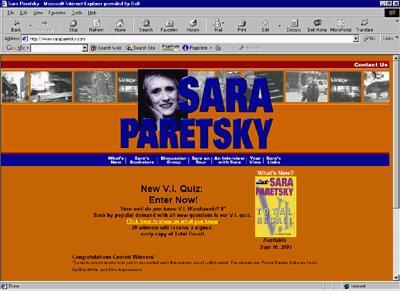 Sara Paretsky - Microsoft Internet Explorer provided by Dell
File Edit View Favorites Tools Help
Back Forward Stop Refresh Home Search Favorites History Mail Print Edit Discuss Dell Home MicroPortal Translate
Address http://www.saraparetsky.com Go Links
Google Search Web Search Site Page Info Up Highlight
Contact Us
LUNCH
SARA
PARETSKY
What's New | Sara's Bookstore | Discussion Group | Sara on Tour | An Interview with Sara | Your View | Sara's Links
What's New?
SARA
PARETSKY
TOTAL
RECALL
Available
Sept 10, 2001
New V.I. Quiz:
Enter Now!
"How well do you know V.I. Warshawski? II"
Back by popular demand with all new questions is our V.I. quiz.
Click here to show us what you know
20 winners will receive a signed,
early copy of Total Recall.
Congratulations Contest Winners!
Internet